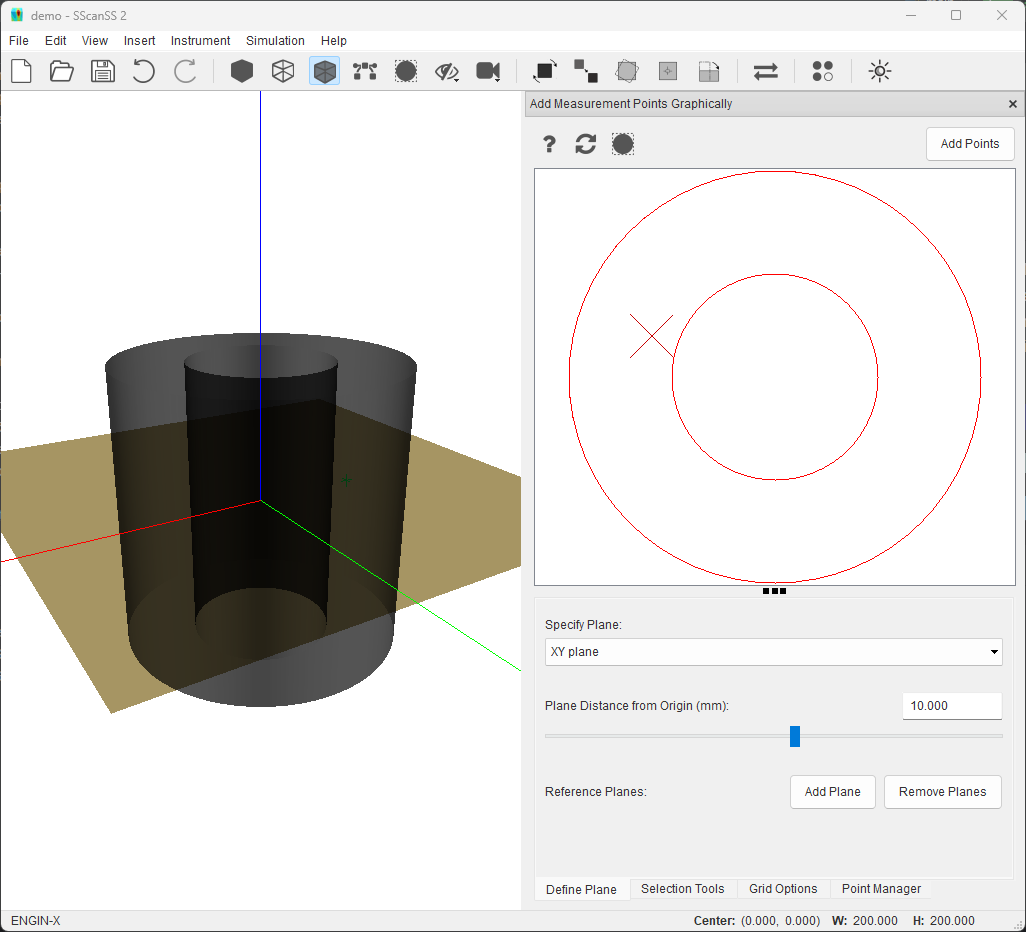 demo - SScanSS 2
File Edit View Insert Instrument Simulation Help
Add Measurement Points Graphically
?
Add Points
Specify Plane:
XY plane
Plane Distance from Origin (mm): 10.000
Reference Planes: Add Plane Remove Planes
Define Plane Selection Tools Grid Options Point Manager
ENGIN-X Center: (0.000, 0.000) W: 200.000 H: 200.000